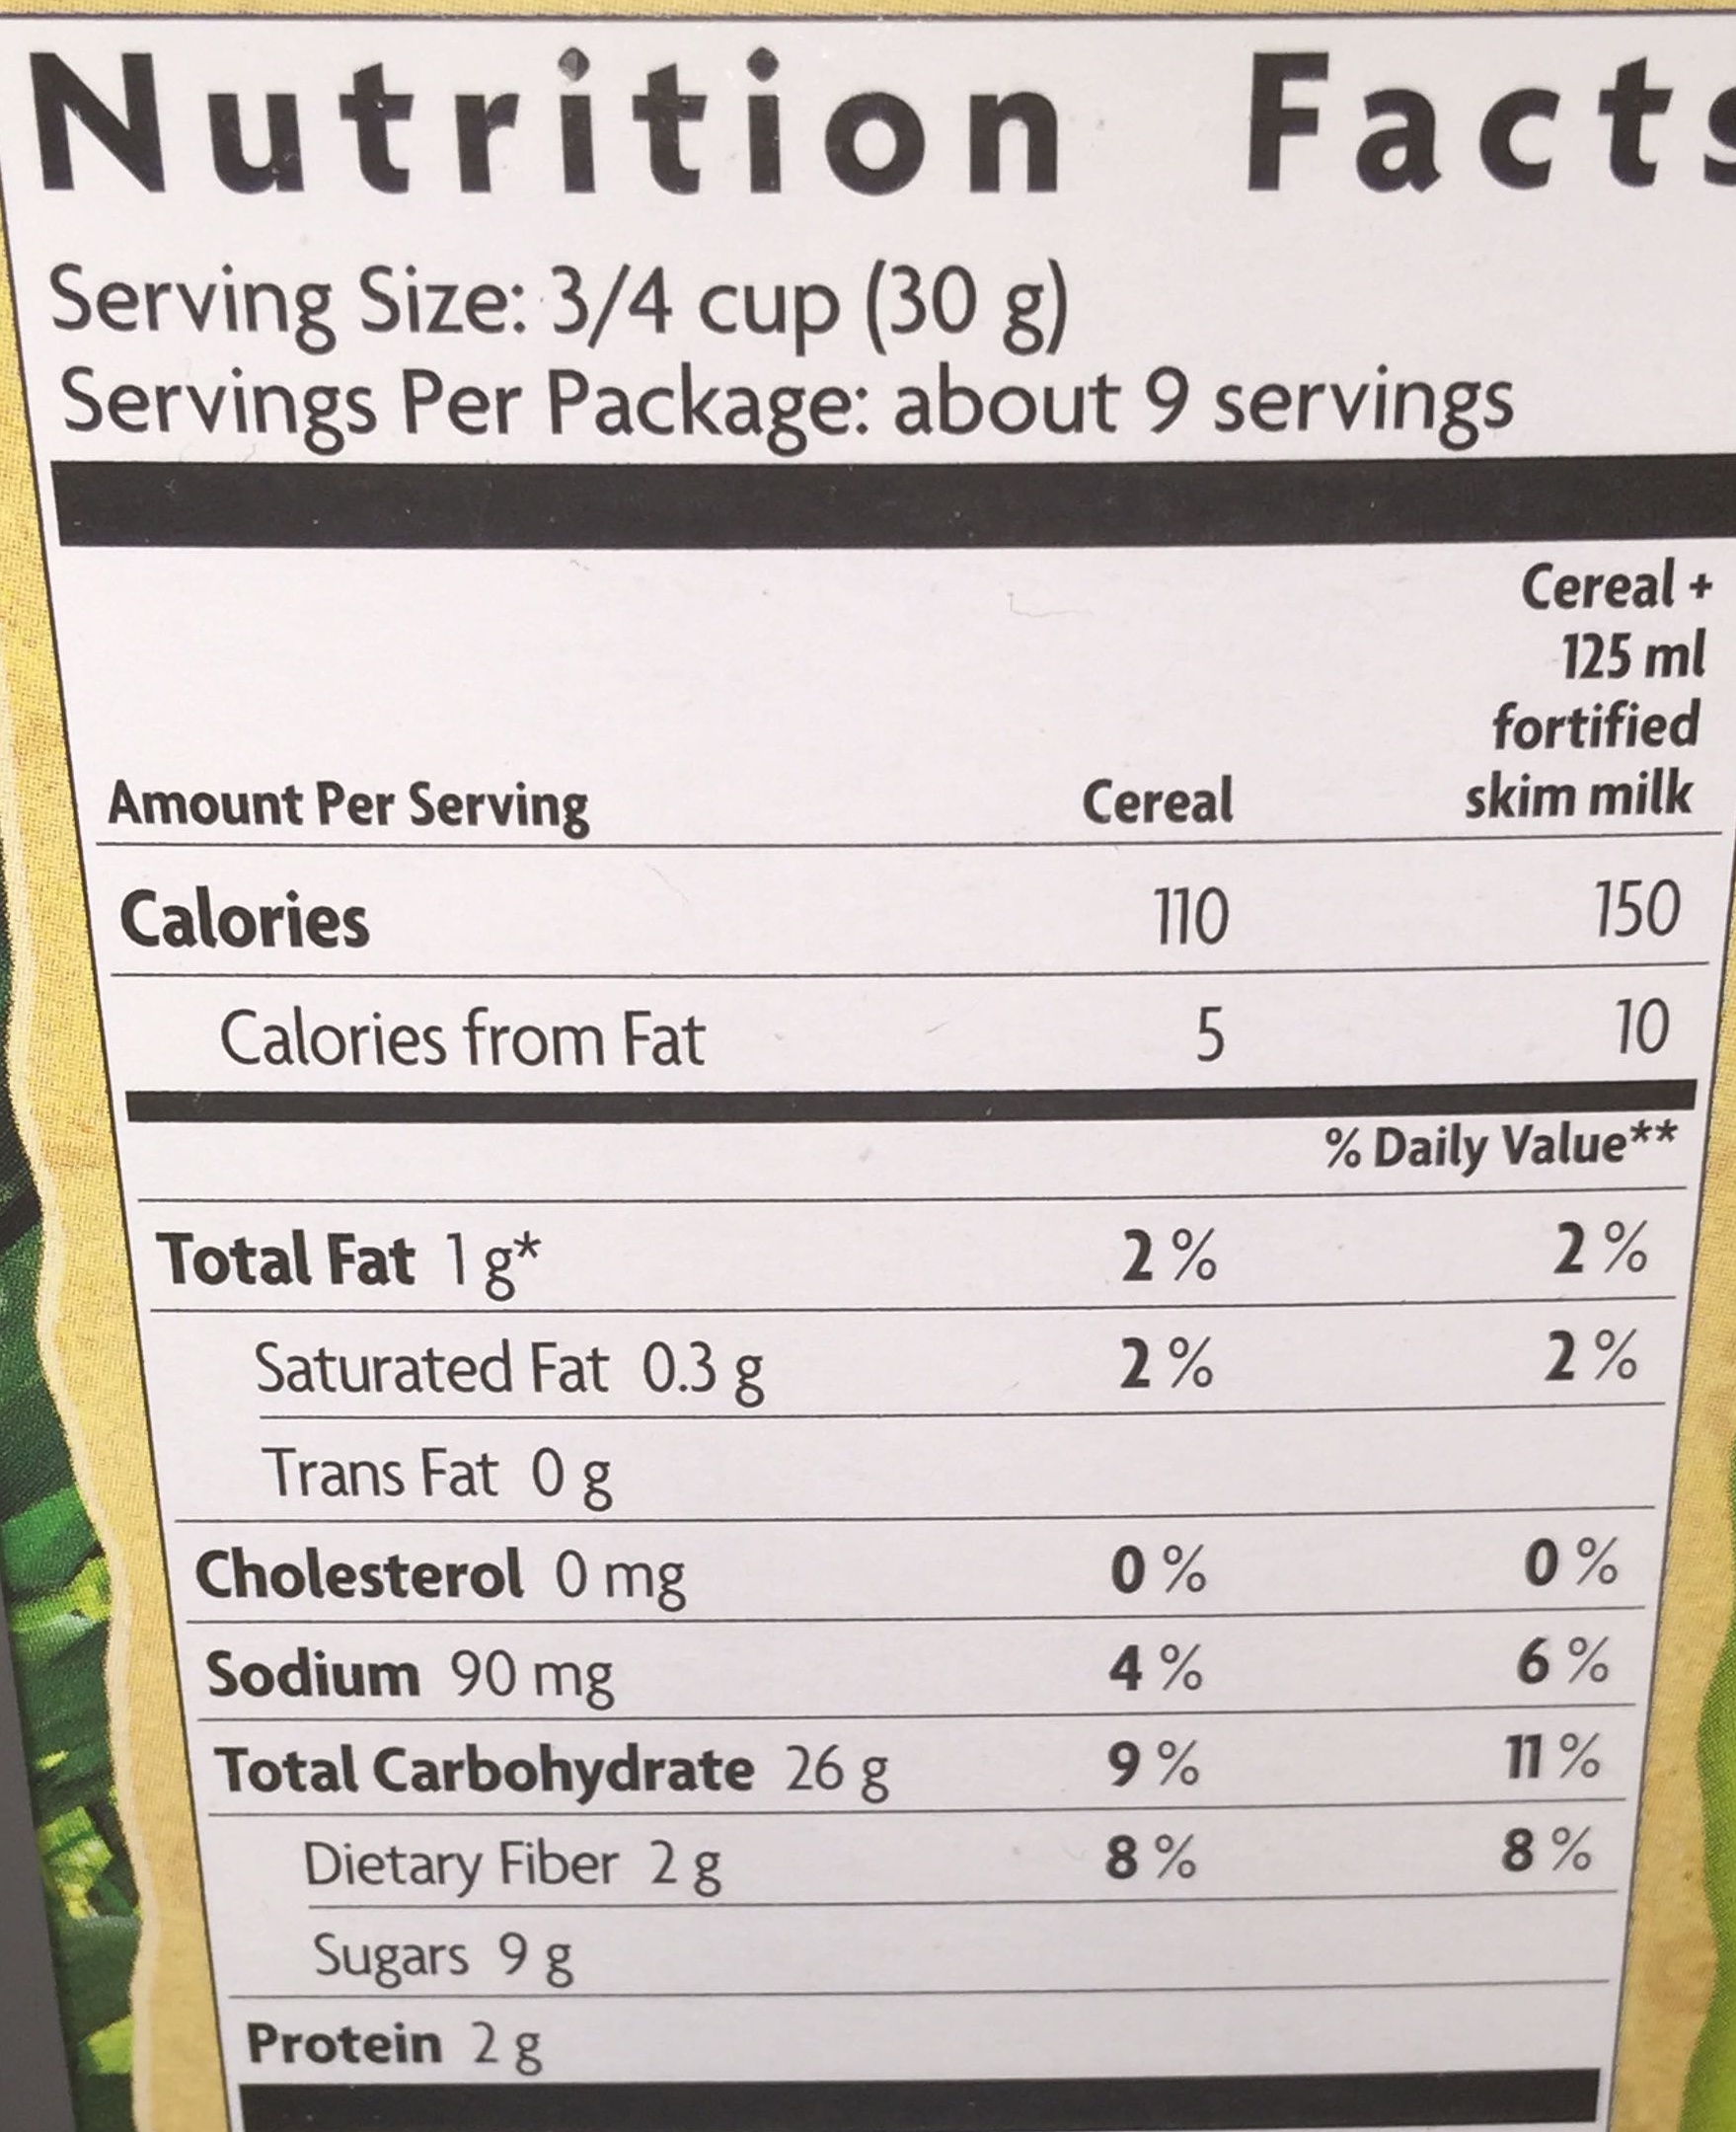 Nutrition Facts
Serving Size: 3/4 cup (30 g)
Servings Per Package: about 9 servings
Cereal +
125 ml
fortified
Amount Per Serving Cereal skim milk
Calories 110 150
Calories from Fat 5 10
% Daily Value**
Total Fat 1 g* 2 % 2 %
Saturated Fat 0.3 g 2 % 2 %
Trans Fat 0 g
Cholesterol 0 mg 0 % 0 %
Sodium 90 mg 4 % 6 %
Total Carbohydrate 26 g 9 % 11 %
Dietary Fiber 2 g 8 % 8 %
Sugars 9 g
Protein 2 g